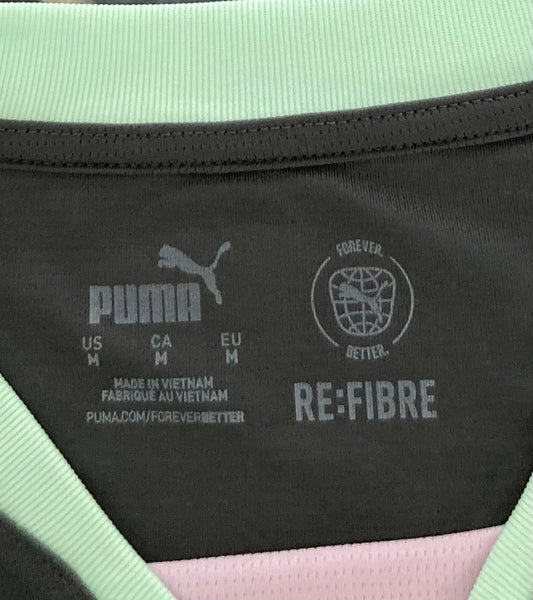 PUMA
US CA EU
M M M
MADE IN VIETNAM
FABRIQUÉ AU VIETNAM
PUMA.COM/FOREVERBETTER
FOREVER.
BETTER.
RE:FIBRE